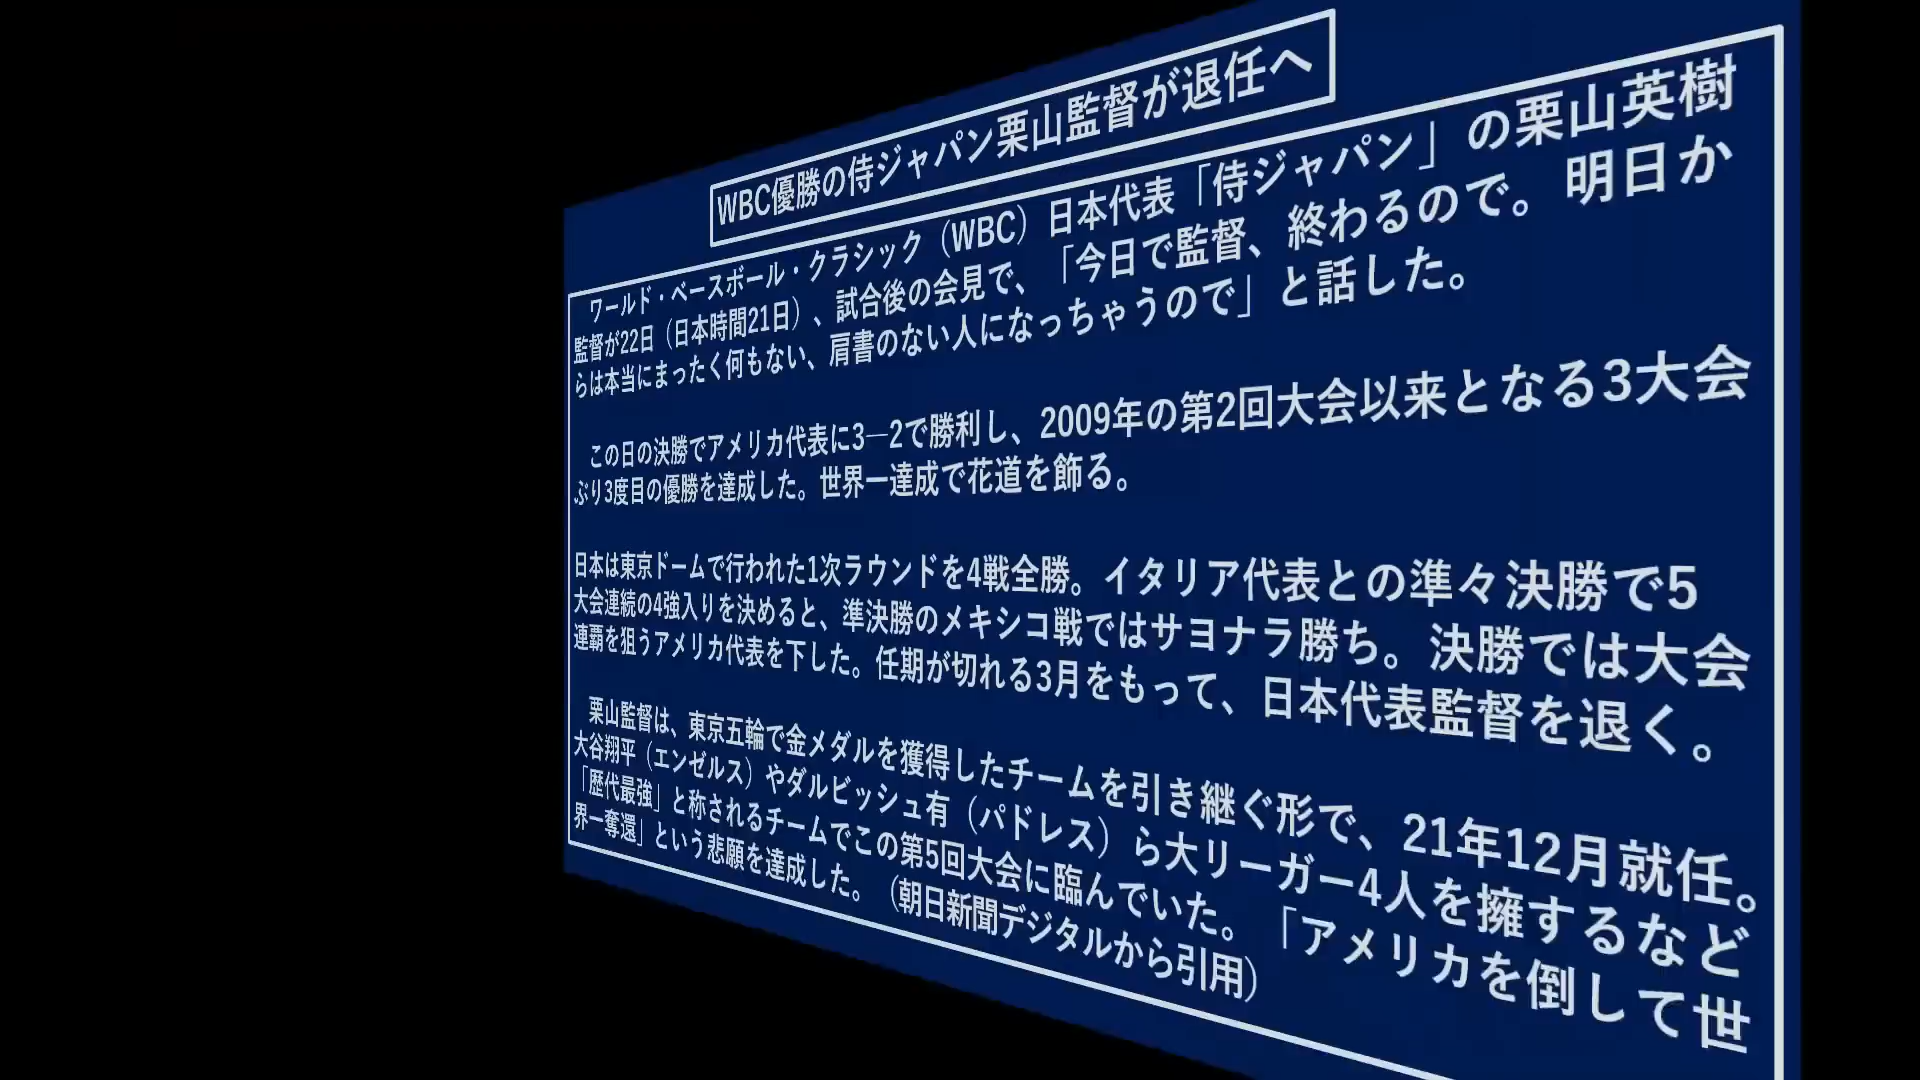 WBC優勝の侍ジャパン栗山監督が退任へ
ワールド・ベースボール・クラシック（WBC）日本代表「侍ジャパン」の栗山英樹
監督が22日（日本時間21日）、試合後の会見で、「今日で監督、終わるので。明日か
らは本当にまったく何もない、肩書のない人になっちゃうので」と話した。
この日の決勝でアメリカ代表に3―2で勝利し、2009年の第2回大会以来となる3大会
ぶり3度目の優勝を達成した。世界一達成で花道を飾る。
日本は東京ドームで行われた1次ラウンドを4戦全勝。イタリア代表との準々決勝で5
大会連続の4強入りを決めると、準決勝のメキシコ戦ではサヨナラ勝ち。決勝では大会
連覇を狙うアメリカ代表を下した。任期が切れる3月をもって、日本代表監督を退く。
栗山監督は、東京五輪で金メダルを獲得したチームを引き継ぐ形で、21年12月就任。
大谷翔平（エンゼルス）やダルビッシュ有（パドレス）ら大リーガー4人を擁するなど
「歴代最強」と称されるチームでこの第5回大会に臨んでいた。「アメリカを倒して世
界一奪還」という悲願を達成した。（朝日新聞デジタルから引用）